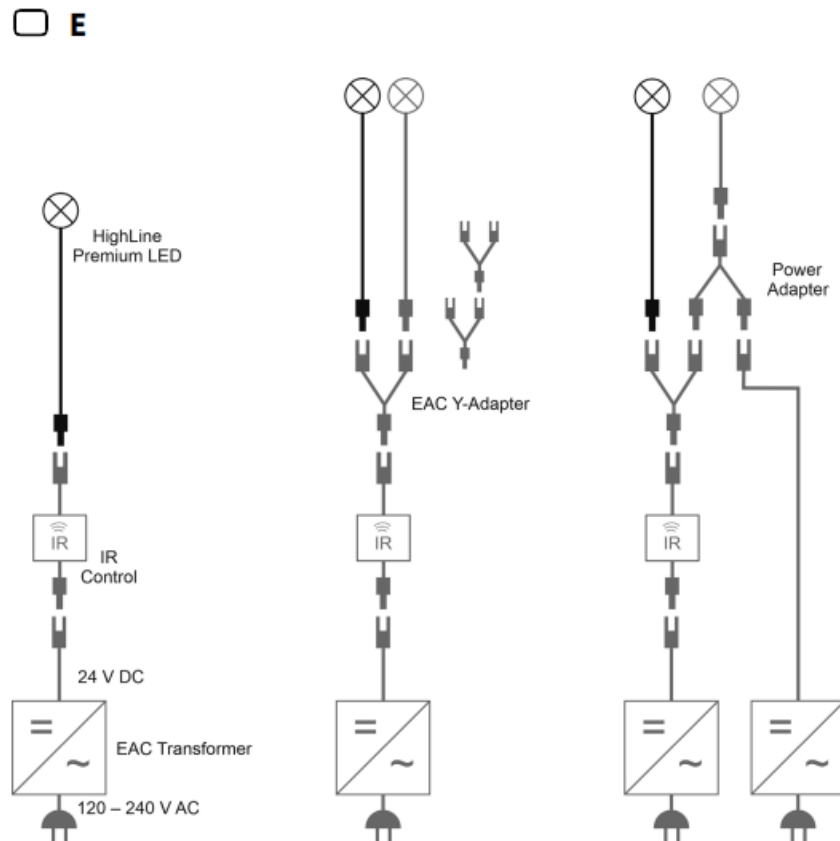 E
HighLine
Premium LED
Power
Adapter
EAC Y-Adapter
IR
IR
IR
IR
Control
24 V DC
EAC Transformer
120 – 240 V AC